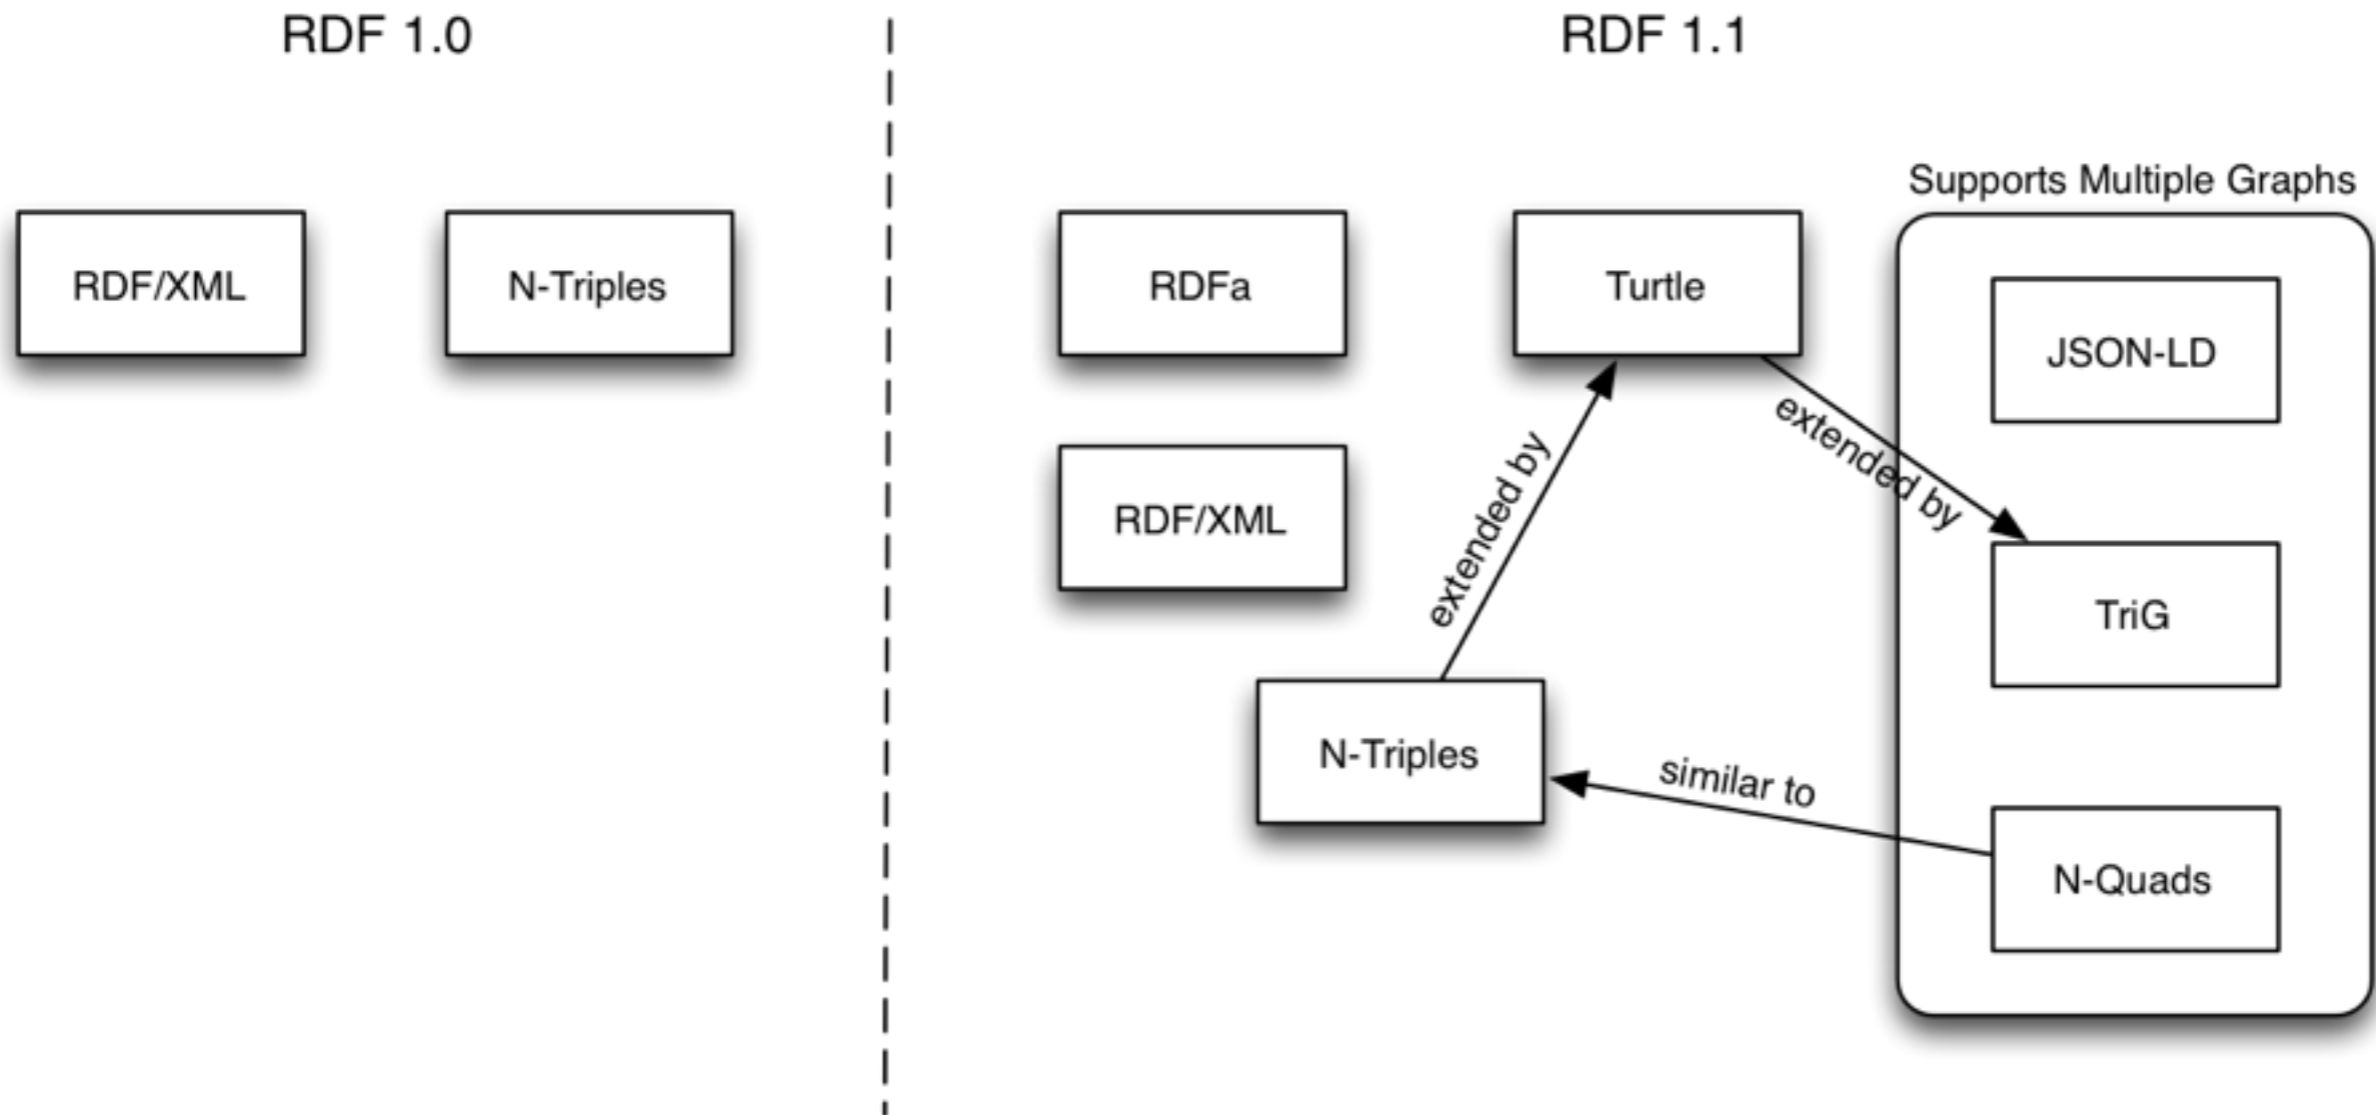 RDF 1.0
RDF/XML
N-Triples
RDF 1.1
RDFa
Turtle
RDF/XML
N-Triples
extended by
extended by
similar to
Supports Multiple Graphs
JSON-LD
TriG
N-Quads